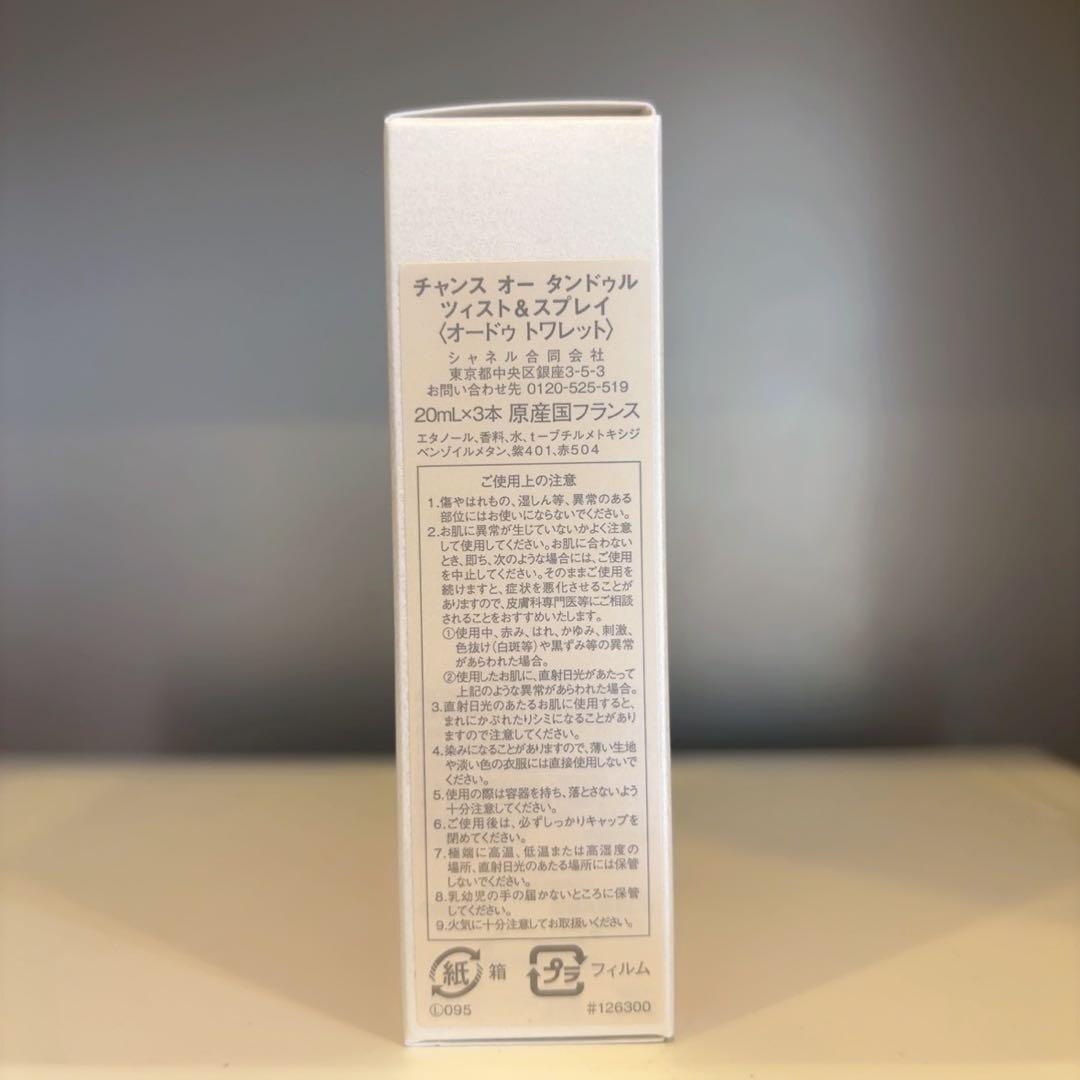 チャンス オー タンドゥル
ツィスト&スプレイ
〈オードゥ トワレット〉
シャネル合同会社
東京都中央区銀座3-5-3
お問い合わせ先 0120-525-519
20mL×3本 原産国フランス
エタノール、香料、水、t－ブチルメトキシジ
ベンゾイルメタン、紫401、赤504
ご使用上の注意
1.傷やはれもの、湿しん等、異常のある
部位にはお使いにならないでください。
2.お肌に異常が生じていないかよく注意
して使用してください。お肌に合わない
とき、即ち、次のような場合には、ご使用
を中止してください。そのままご使用を
続けますと、症状を悪化させることが
ありますので、皮膚科専門医等にご相談
されることをおすすめいたします。
①使用中、赤み、はれ、かゆみ、刺激、
色抜け(白斑等)や黒ずみ等の異常
があらわれた場合。
②使用したお肌に、直射日光があたって
上記のような異常があらわれた場合。
3.直射日光のあたるお肌に使用すると、
まれにかぶれたりシミになることがあり
ますので注意してください。
4.染みになることがありますので、薄い生地
や淡い色の衣服には直接使用しないで
ください。
5.使用の際は容器を持ち、落とさないよう
十分注意してください。
6.ご使用後は、必ずしっかりキャップを
閉めてください。
7.極端に高温、低温または高湿度の
場所、直射日光のあたる場所には保管
しないでください。
8.乳幼児の手の届かないところに保管
してください。
9.火気に十分注意してお取扱いください。
紙 箱 プラ フィルム
Ⓛ095 #126300